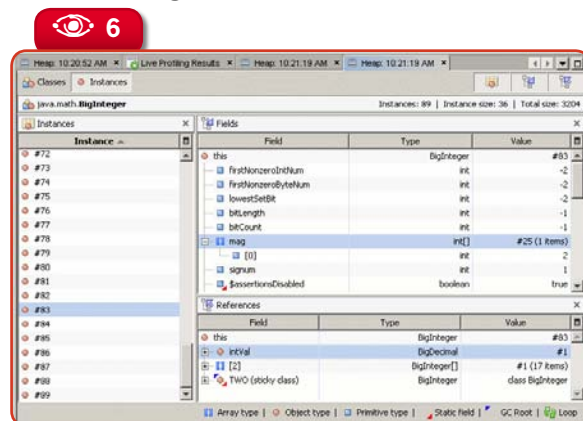 6
Heap: 10:20:52 AM Live Profiling Results Heap: 10:21:19 AM Heap: 10:21:19 AM
Classes Instances
java.math.BigInteger Instances: 89 | Instance size: 36 | Total size: 3204
Instances
Instance
#72
#73
#74
#75
#76
#77
#78
#79
#80
#81
#82
#83
#84
#85
#86
#87
#88
#89
Fields
Field Type Value
this BigInteger #83
firstNonzeroIntNum int -2
firstNonzeroByteNum int -2
lowestSetBit int -2
bitLength int -1
bitCount int -1
mag int[] #25 (1 items)
[0] int 2
signum int 1
$assertionsDisabled boolean true
References
Field Type Value
this BigInteger #83
intVal BigDecimal #1
[2] BigInteger[] #1 (17 items)
TWO (sticky class) BigInteger class BigInteger
Array type | Object type | Primitive type | Static field | GC Root | Loop